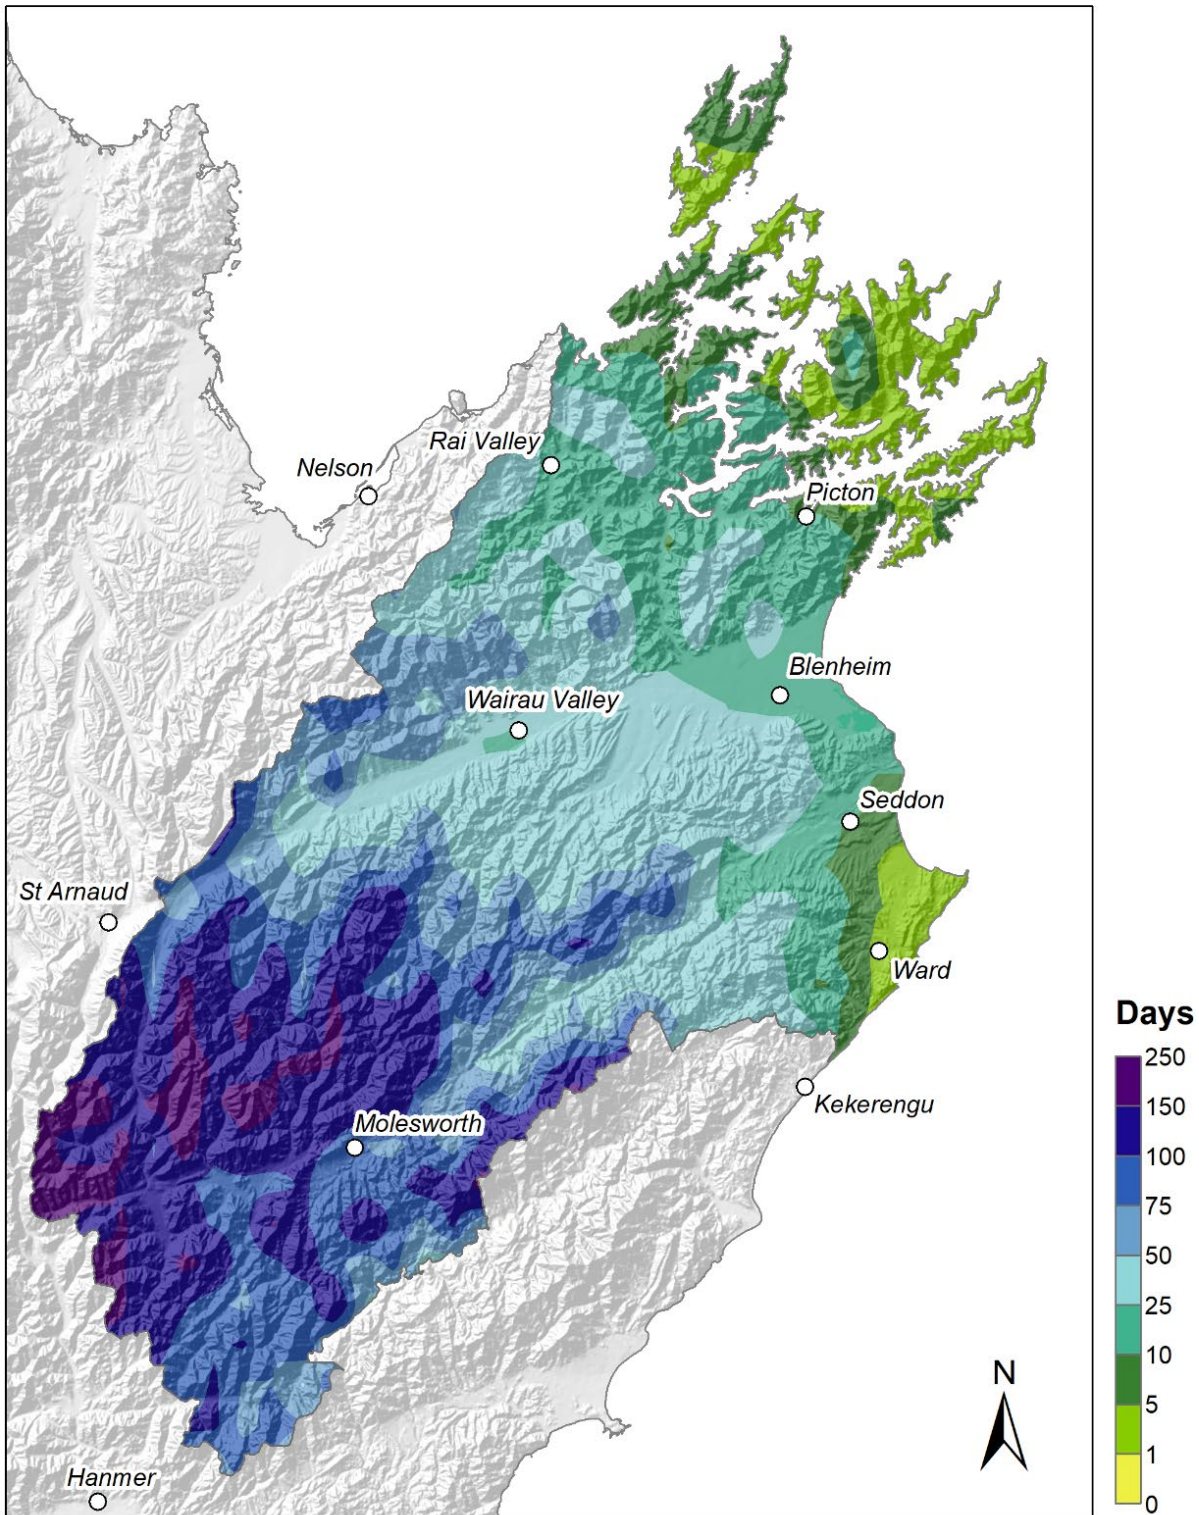 Rai Valley
Nelson
Picton
Blenheim
Wairau Valley
Seddon
St Arnaud
Ward
Kekerengu
Molesworth
Hanmer
N
Days
250
150
100
75
50
25
10
5
1
0